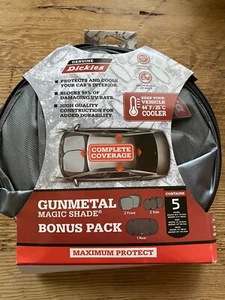 GENUINE
Dickies
• PROTECTS AND COOLS
YOUR CAR'S INTERIOR.
• BLOCKS 99% OF
DAMAGING UV RAYS.
• HIGH QUALITY
CONSTRUCTION FOR
ADDED DURABILITY.
KEEP YOUR
VEHICLE
COOLER
COMPLETE
COVERAGE
GUNMETAL
MAGIC SHADE®
BONUS PACK
2 Front
2 Side
1 Rear
CONTAINS
5
MAXIMUM PROTECT